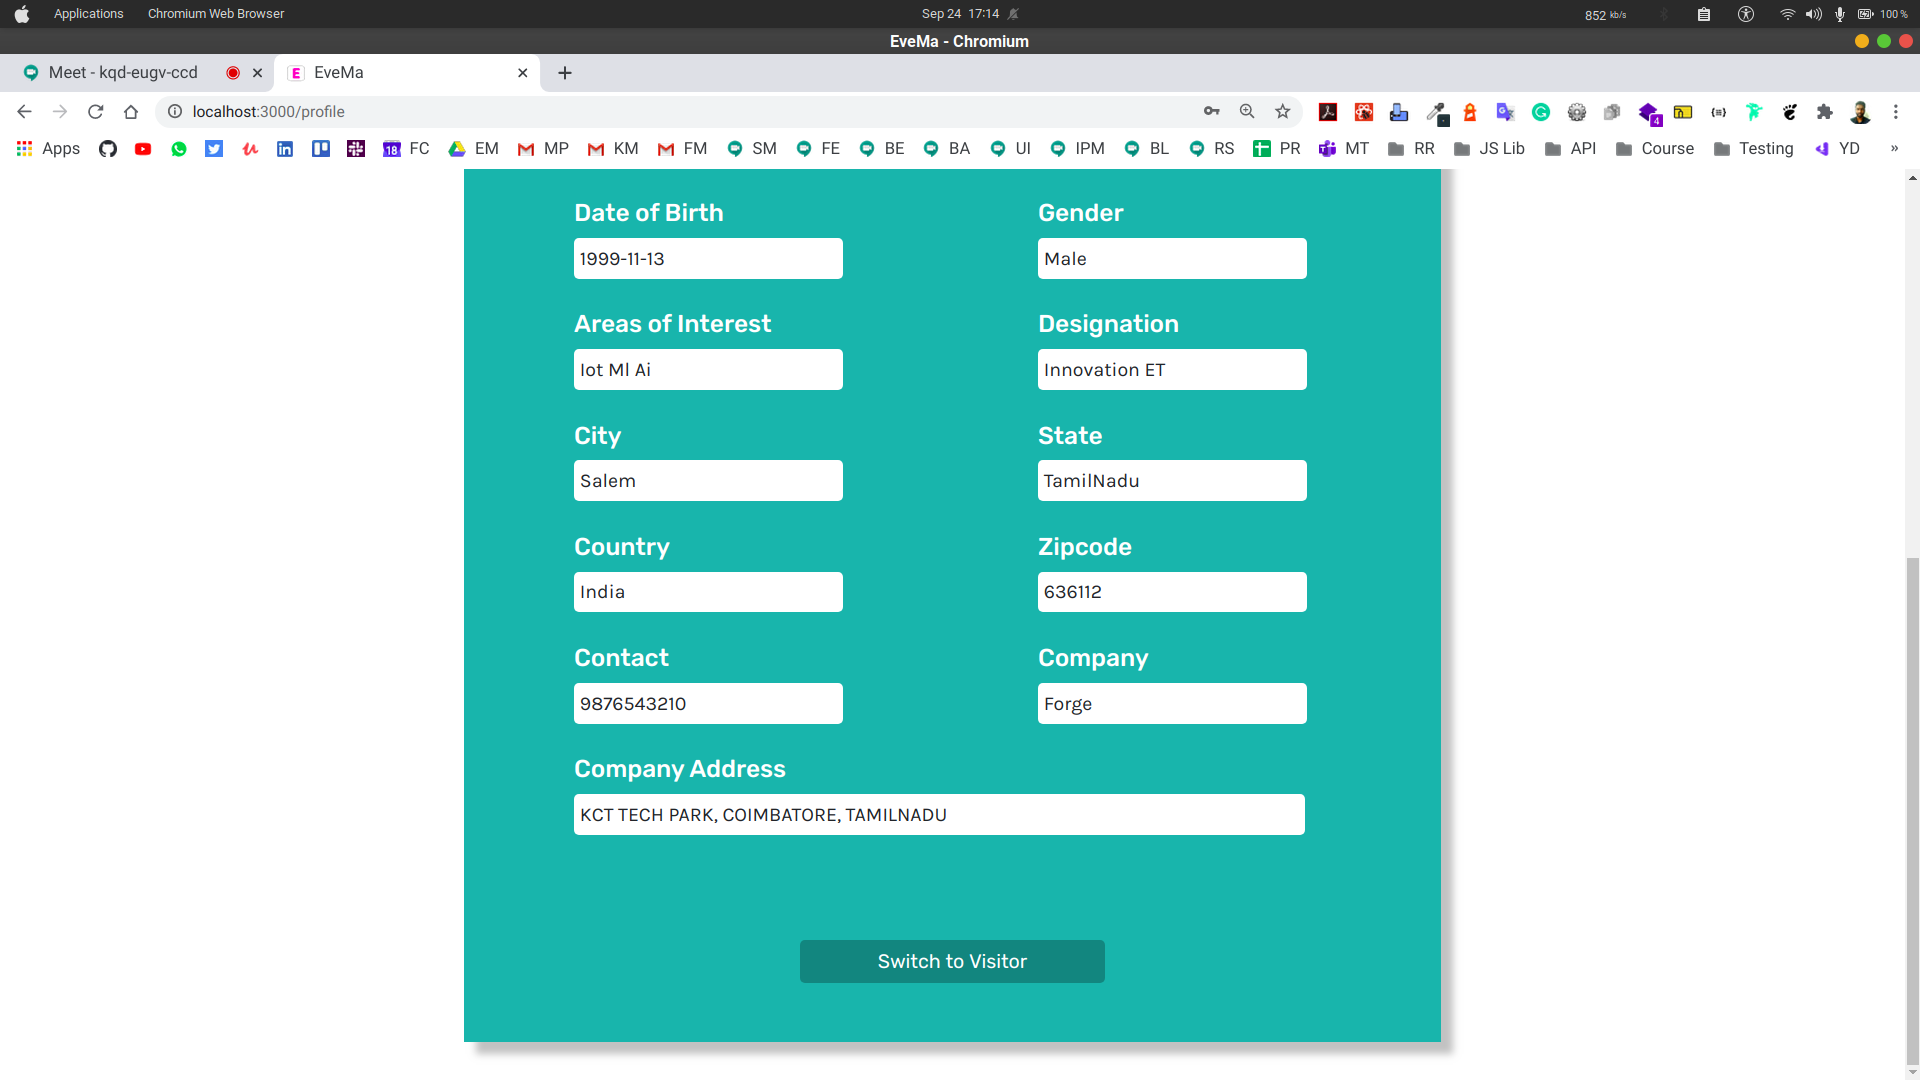 Applications Chromium Web Browser Sep 24 17:14 852 kb/s 100 %
EveMa - Chromium
Meet - kqd-eugv-ccd EveMa
localhost:3000/profile 4
Apps 18 FC EM MP KM FM SM FE BE BA UI IPM BL RS PR MT RR JS Lib API Course Testing YD »
Date of Birth Gender
1999-11-13 Male
Areas of Interest Designation
Iot Ml Ai Innovation ET
City State
Salem TamilNadu
Country Zipcode
India 636112
Contact Company
9876543210 Forge
Company Address
KCT TECH PARK, COIMBATORE, TAMILNADU
Switch to Visitor